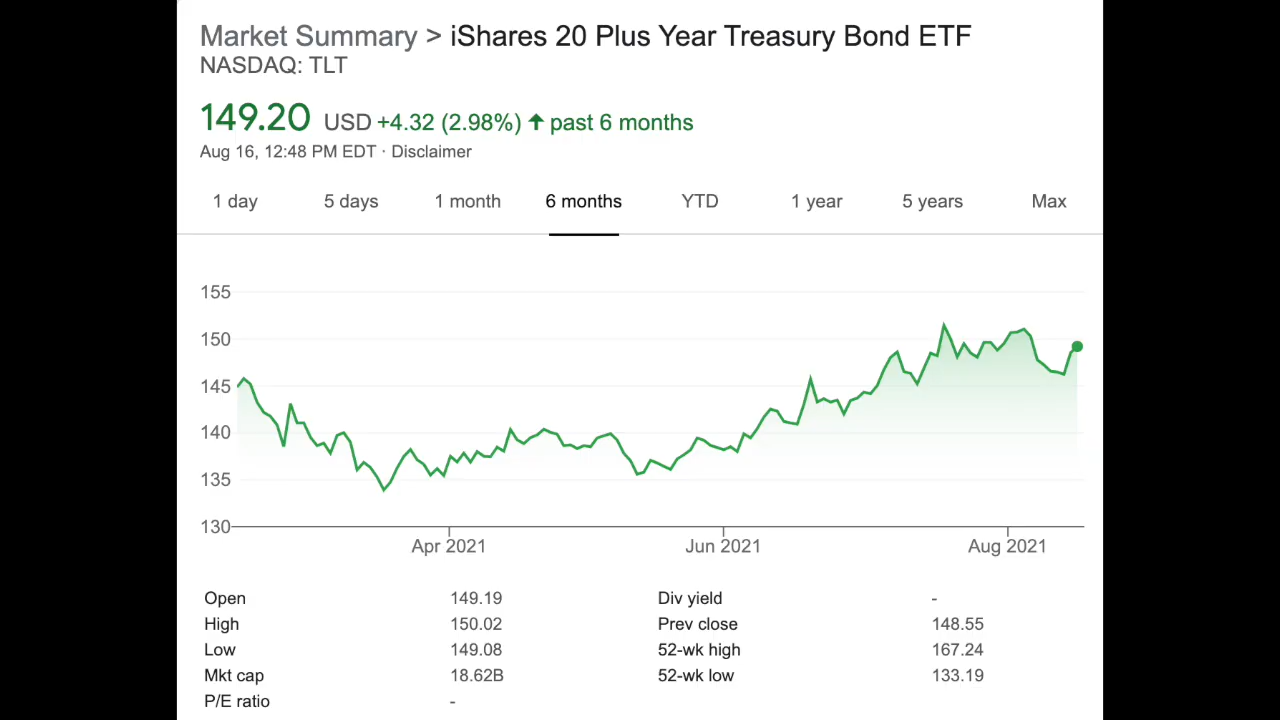 Market Summary > iShares 20 Plus Year Treasury Bond ETF
NASDAQ: TLT
149.20 USD +4.32 (2.98%) ↑ past 6 months
Aug 16, 12:48 PM EDT · Disclaimer
1 day 5 days 1 month 6 months YTD 1 year 5 years Max
155
150
145
140
135
130
Apr 2021 Jun 2021 Aug 2021
Open 149.19 Div yield -
High 150.02 Prev close 148.55
Low 149.08 52-wk high 167.24
Mkt cap 18.62B 52-wk low 133.19
P/E ratio -